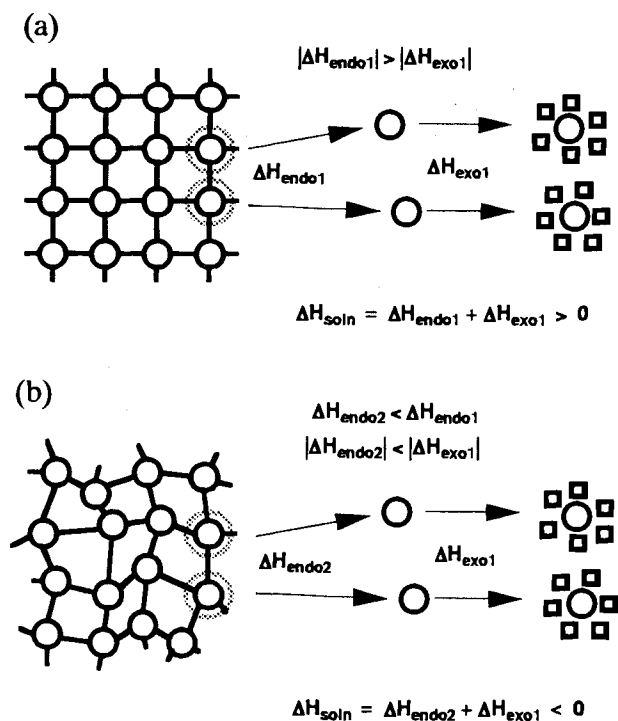 (a)
|ΔHendo1| > |ΔHexo1|
ΔHendo1
ΔHexo1
ΔHsoln = ΔHendo1 + ΔHexo1 > 0
(b)
ΔHendo2 < ΔHendo1
|ΔHendo2| < |ΔHexo1|
ΔHendo2
ΔHexo1
ΔHsoln = ΔHendo2 + ΔHexo1 < 0